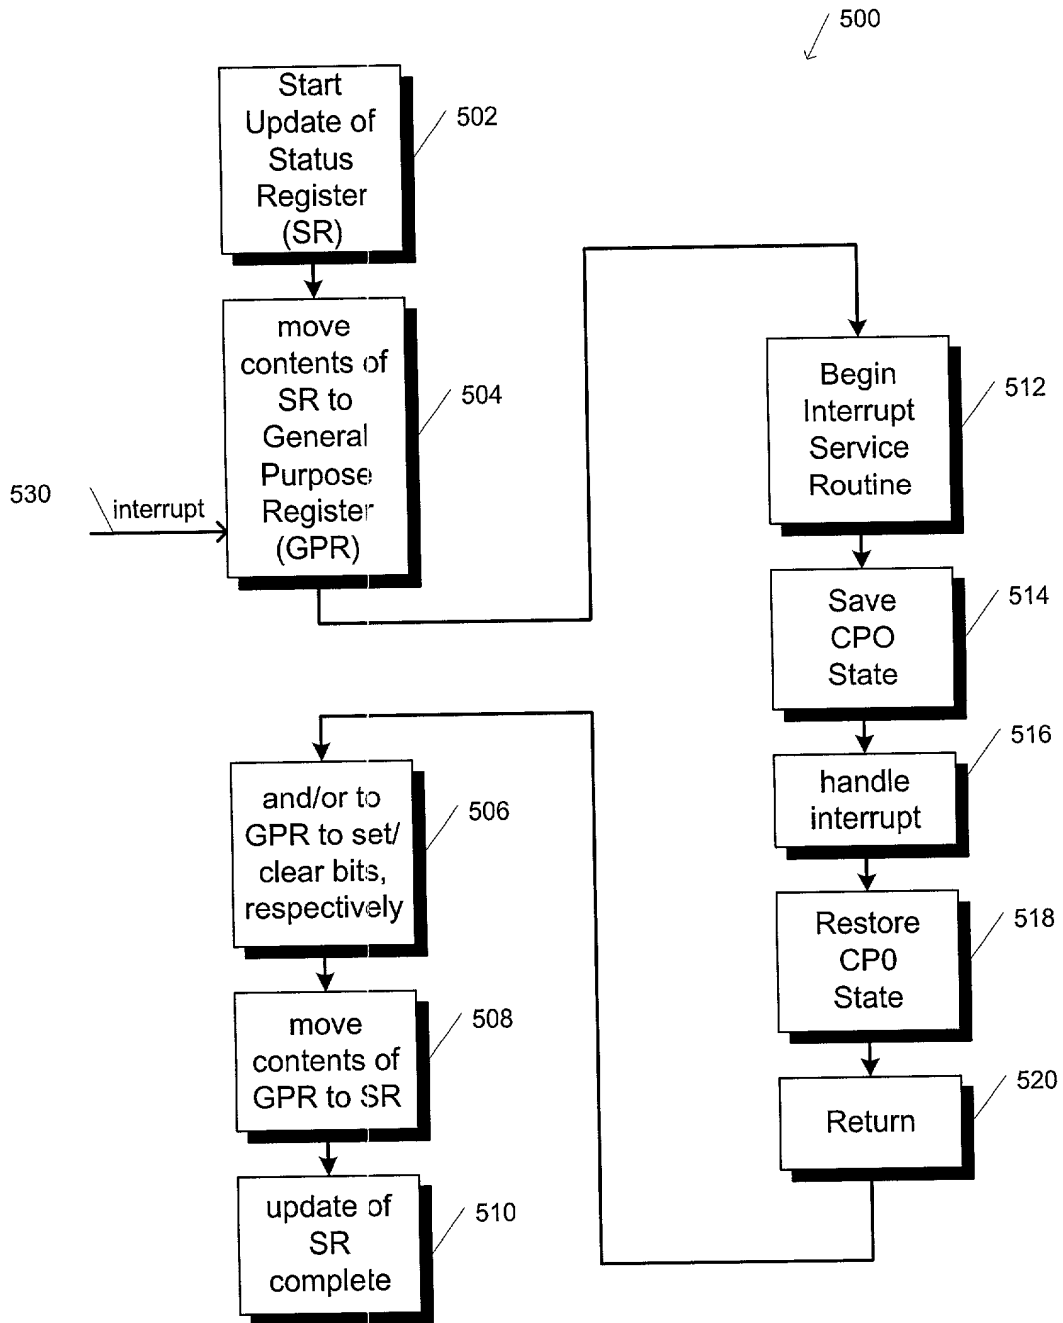 500
Start
Update of
Status
Register
(SR)
502
move
contents of
SR to
General
Purpose
Register
(GPR)
504
530
interrupt
Begin
Interrupt
Service
Routine
512
Save
CPO
State
514
handle
interrupt
516
Restore
CP0
State
518
Return
520
and/or to
GPR to set/
clear bits,
respectively
506
move
contents of
GPR to SR
508
update of
SR
complete
510